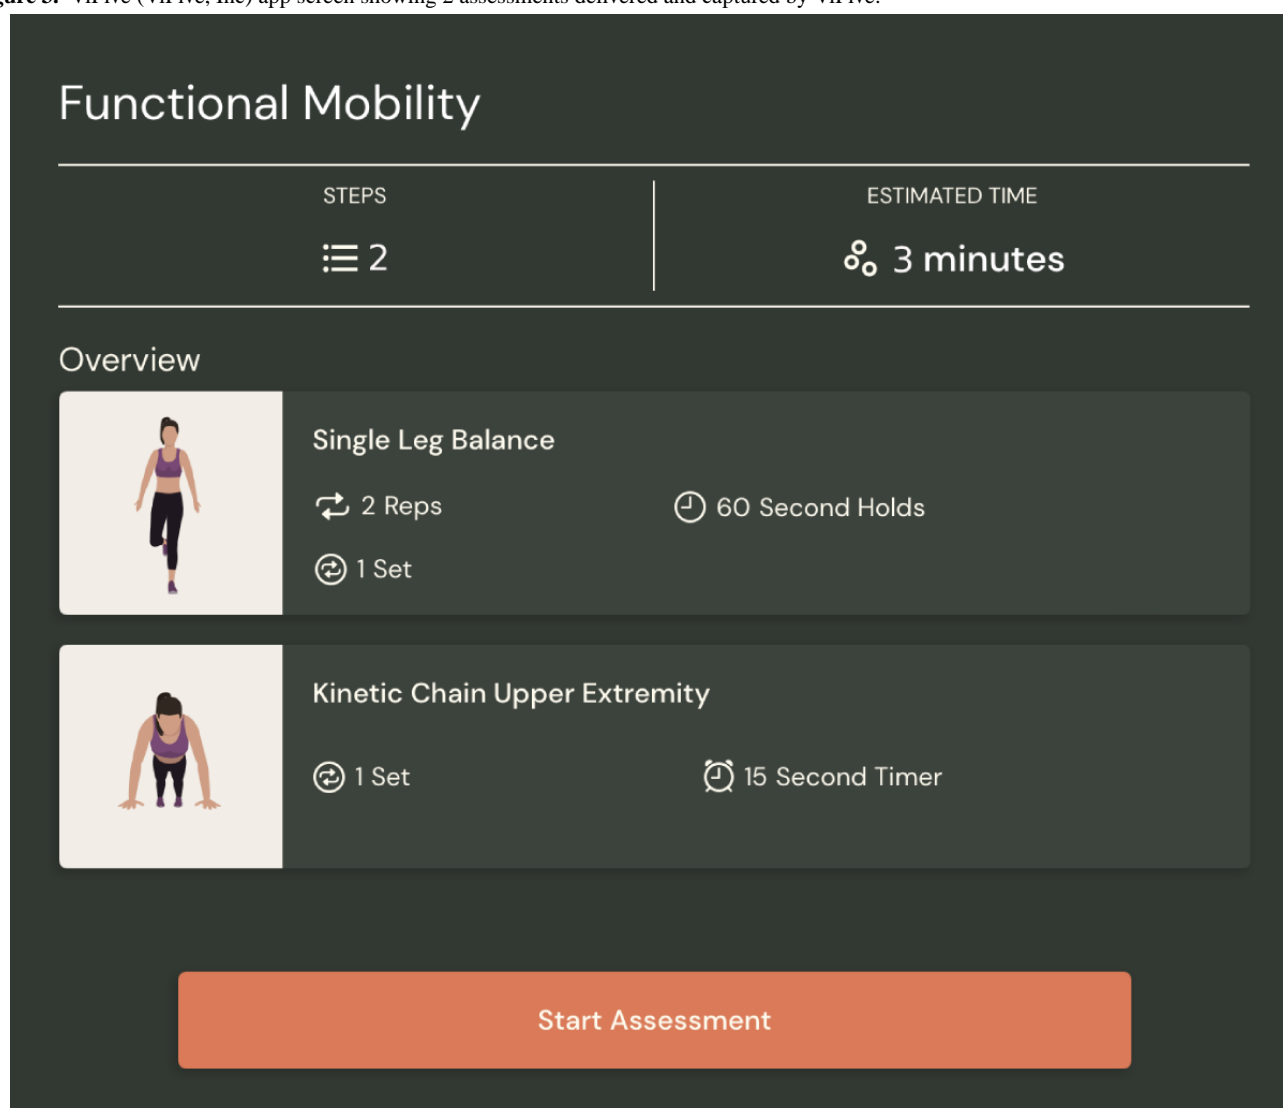 Functional Mobility
STEPS
2
ESTIMATED TIME
3 minutes
Overview
Single Leg Balance
2 Reps
60 Second Holds
1 Set
Kinetic Chain Upper Extremity
1 Set
15 Second Timer
Start Assessment